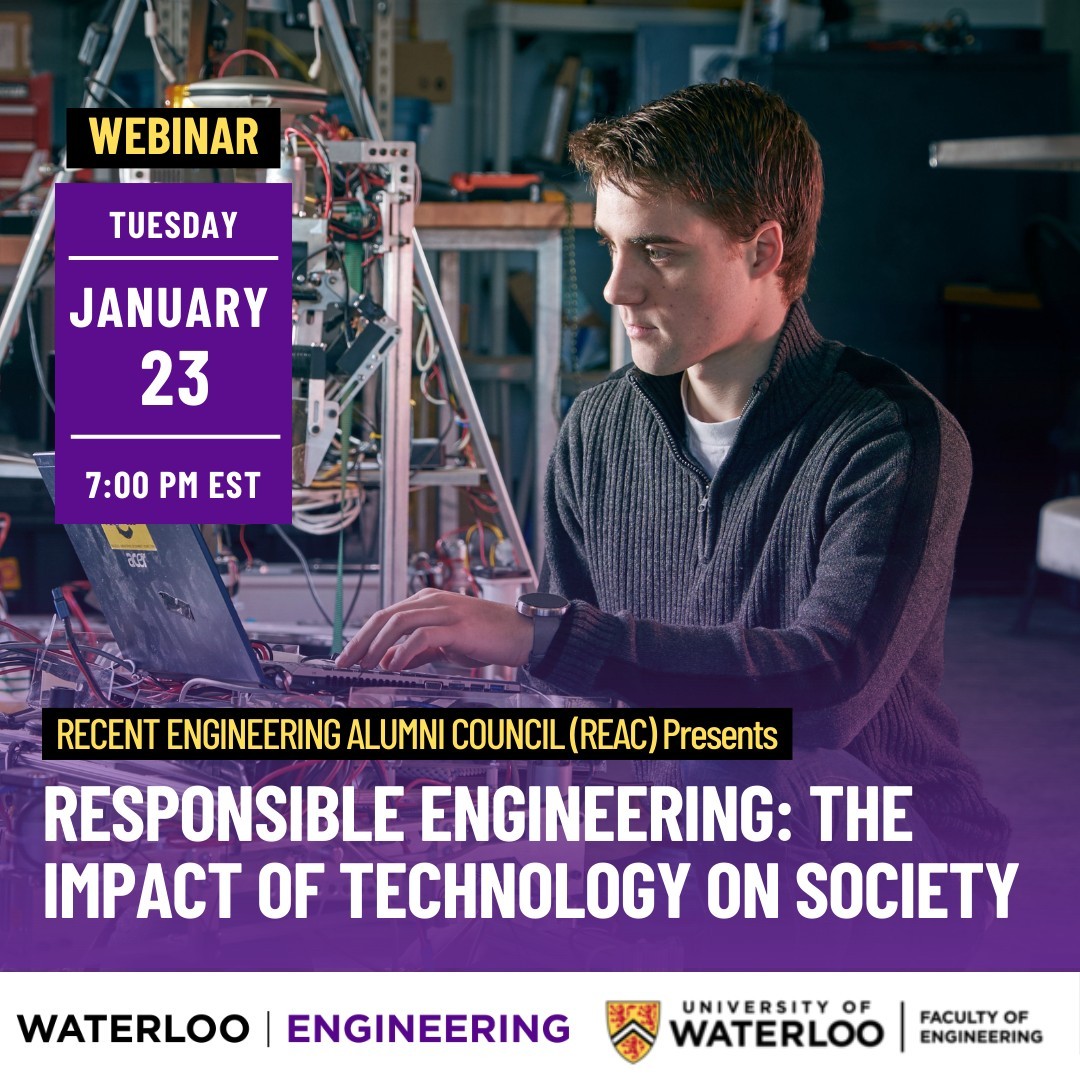 WEBINAR
TUESDAY
JANUARY
23
7:00 PM EST
acer
RECENT ENGINEERING ALUMNI COUNCIL (REAC) Presents
RESPONSIBLE ENGINEERING: THE
IMPACT OF TECHNOLOGY ON SOCIETY
WATERLOO | ENGINEERING
UNIVERSITY OF
WATERLOO
FACULTY OF
ENGINEERING